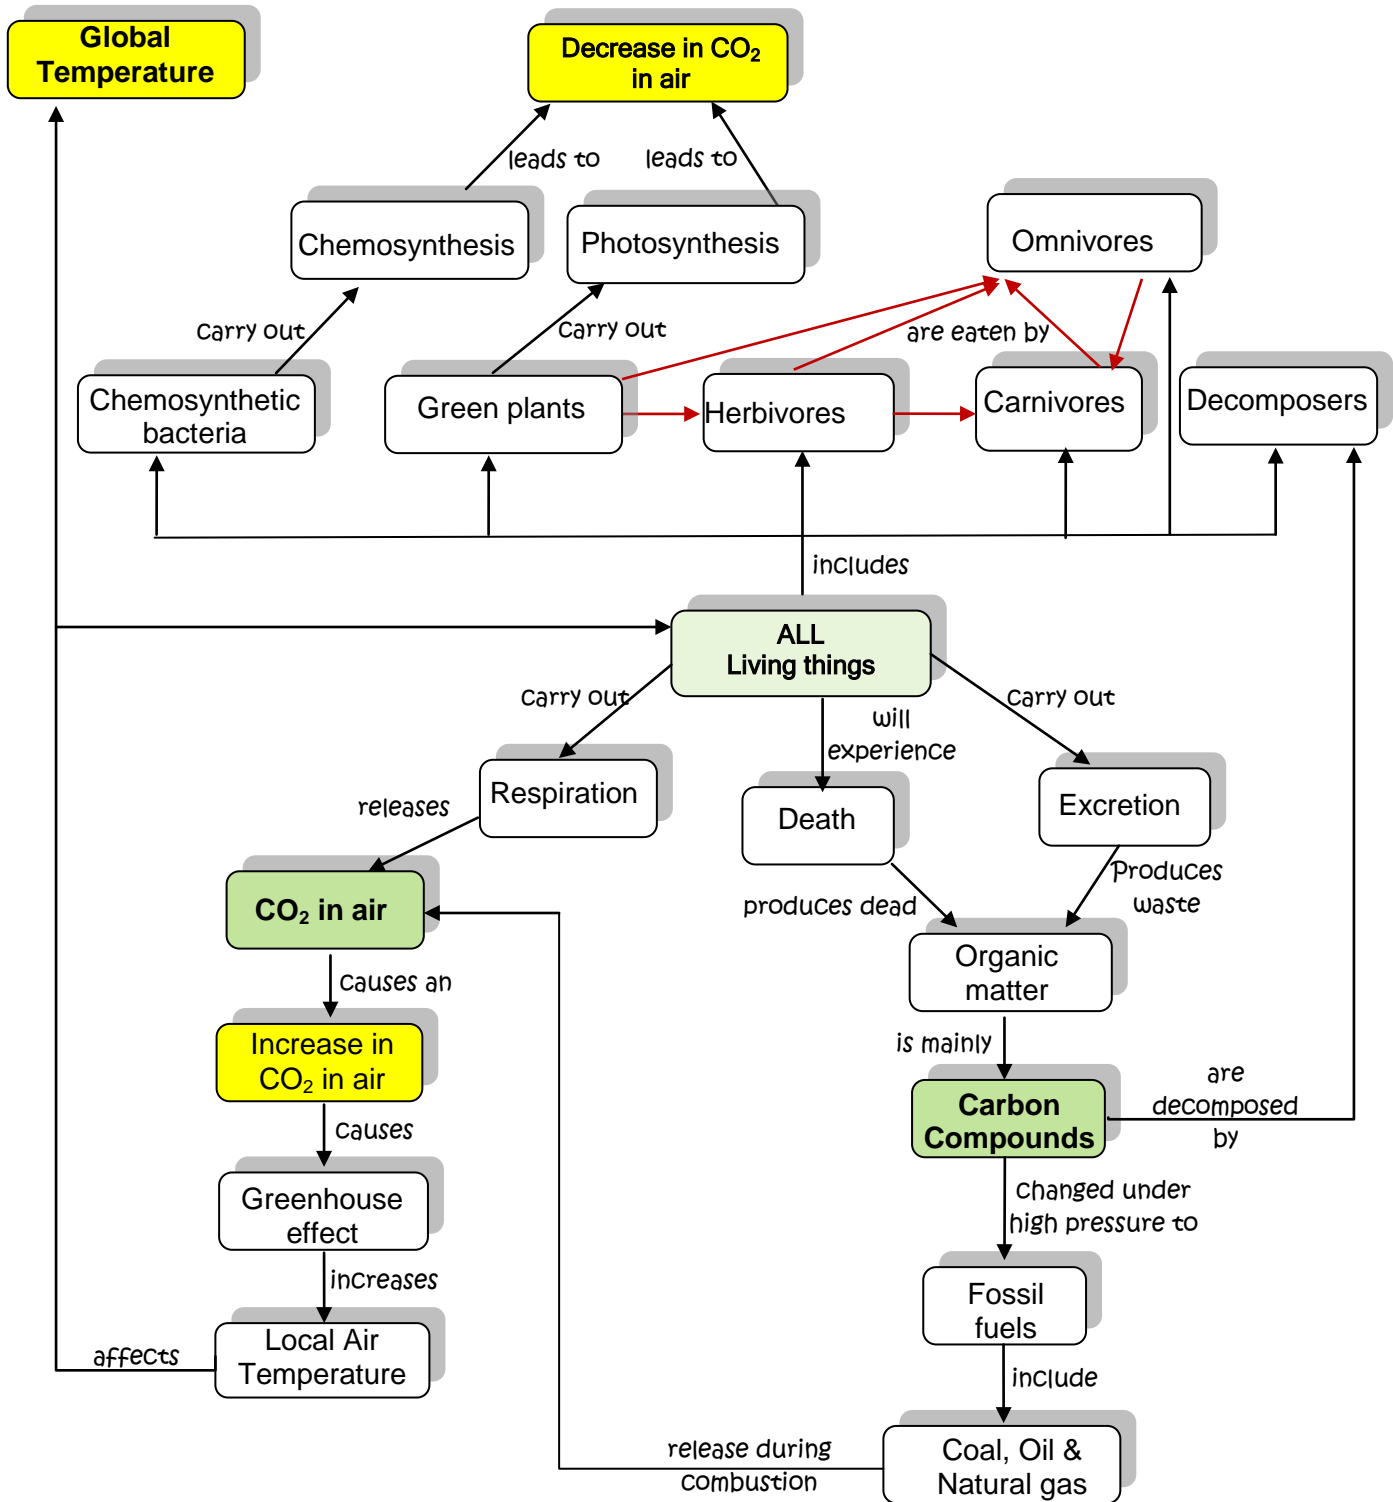 Global
Temperature
Decrease in CO₂
in air
leads to
leads to
Chemosynthesis
Photosynthesis
Omnivores
carry out
carry out
are eaten by
Chemosynthetic
bacteria
Green plants
Herbivores
Carnivores
Decomposers
includes
ALL
Living things
carry out
will
experience
carry out
Respiration
Death
Excretion
releases
produces dead
Produces
waste
CO₂ in air
Organic
matter
causes an
is mainly
Increase in
CO₂ in air
Carbon
Compounds
are
decomposed
by
causes
changed under
high pressure to
Greenhouse
effect
increases
Fossil
fuels
Local Air
Temperature
affects
include
release during
combustion
Coal, Oil &
Natural gas